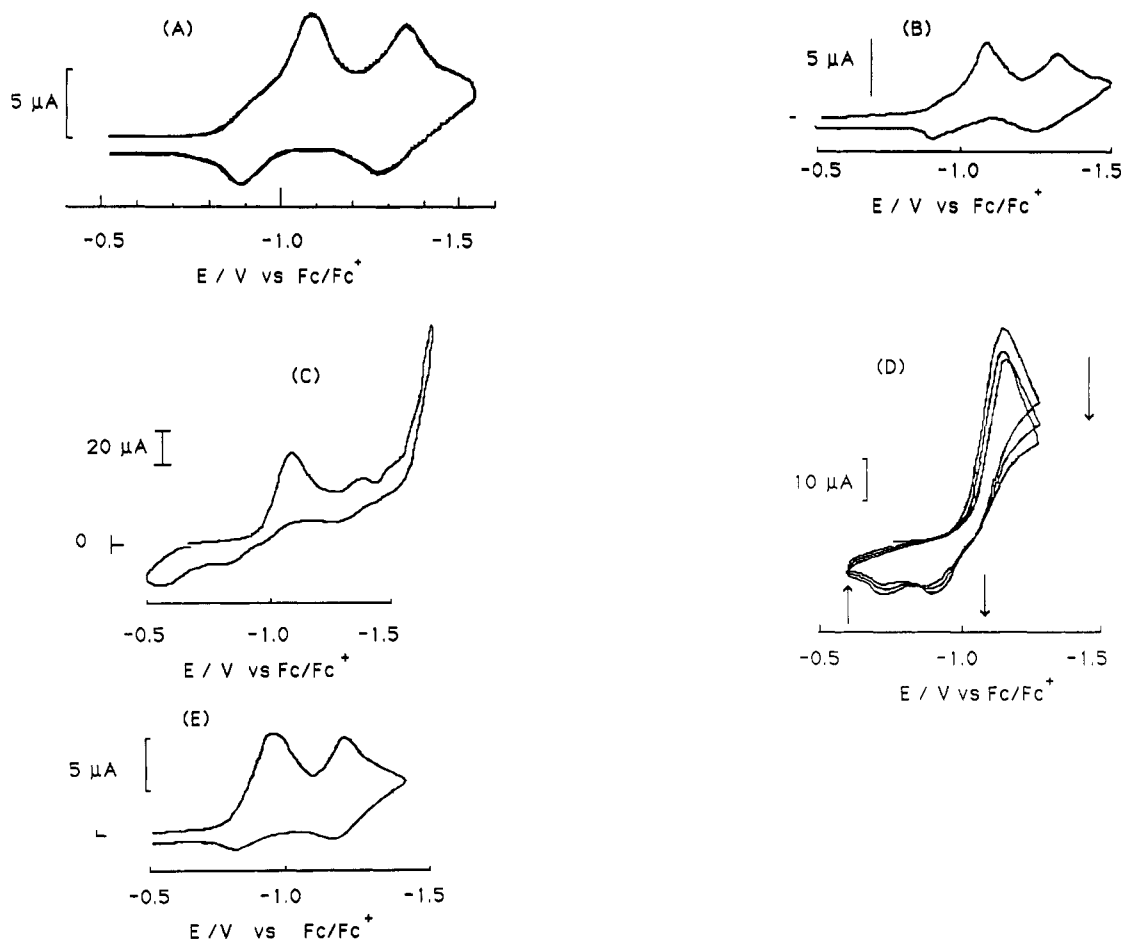 (A)
5 μA
-0.5 -1.0 -1.5
E / V vs Fc/Fc+
(B)
5 μA
-0.5 -1.0 -1.5
E / V vs Fc/Fc+
(C)
20 μA
0
-0.5 -1.0 -1.5
E / V vs Fc/Fc+
(D)
10 μA
-0.5 -1.0 -1.5
E / V vs Fc/Fc+
(E)
5 μA
-0.5 -1.0 -1.5
E / V vs Fc/Fc+